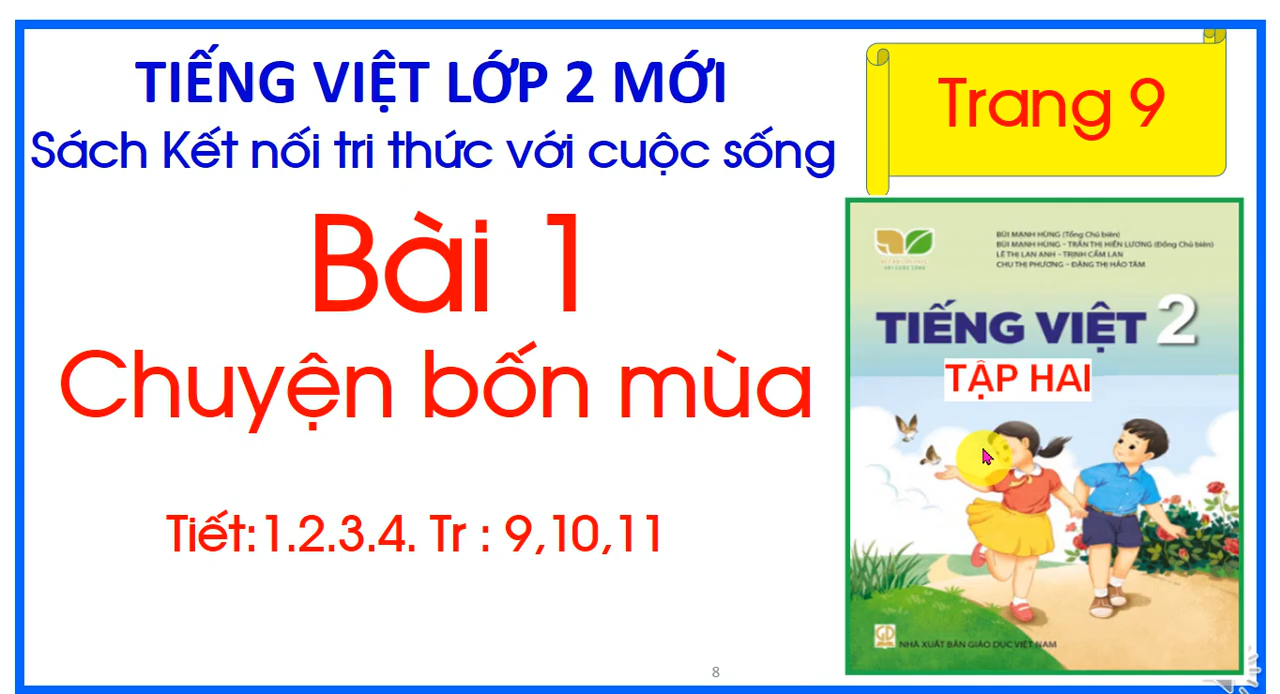 TIẾNG VIỆT LỚP 2 MỚI
Sách Kết nối tri thức với cuộc sống
Bài 1
Chuyện bốn mùa
Tiết:1.2.3.4. Tr : 9,10,11
Trang 9
BÙI MẠNH HÙNG (Tổng Chủ biên)
BÙI MẠNH HÙNG - TRẦN THỊ HIỀN LƯƠNG (Đồng Chủ biên)
LÊ THỊ LAN ANH - TRỊNH CẨM LAN
CHU THỊ PHƯƠNG - ĐẶNG THỊ HẢO TÂM
TIẾNG VIỆT 2
TẬP HAI
NHÀ XUẤT BẢN GIÁO DỤC VIỆT NAM
8